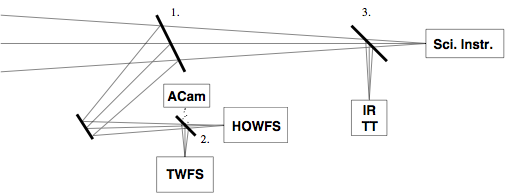 1.
3.
Sci. Instr.
ACam
HOWFS
2.
IR
TT
TWFS